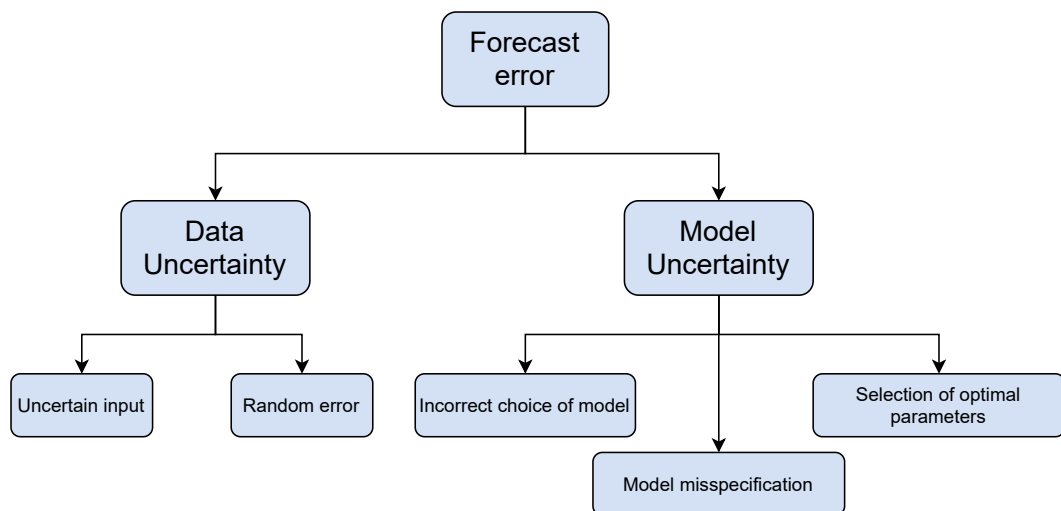 Forecast
error
Data
Uncertainty
Model
Uncertainty
Uncertain input
Random error
Incorrect choice of model
Selection of optimal
parameters
Model misspecification